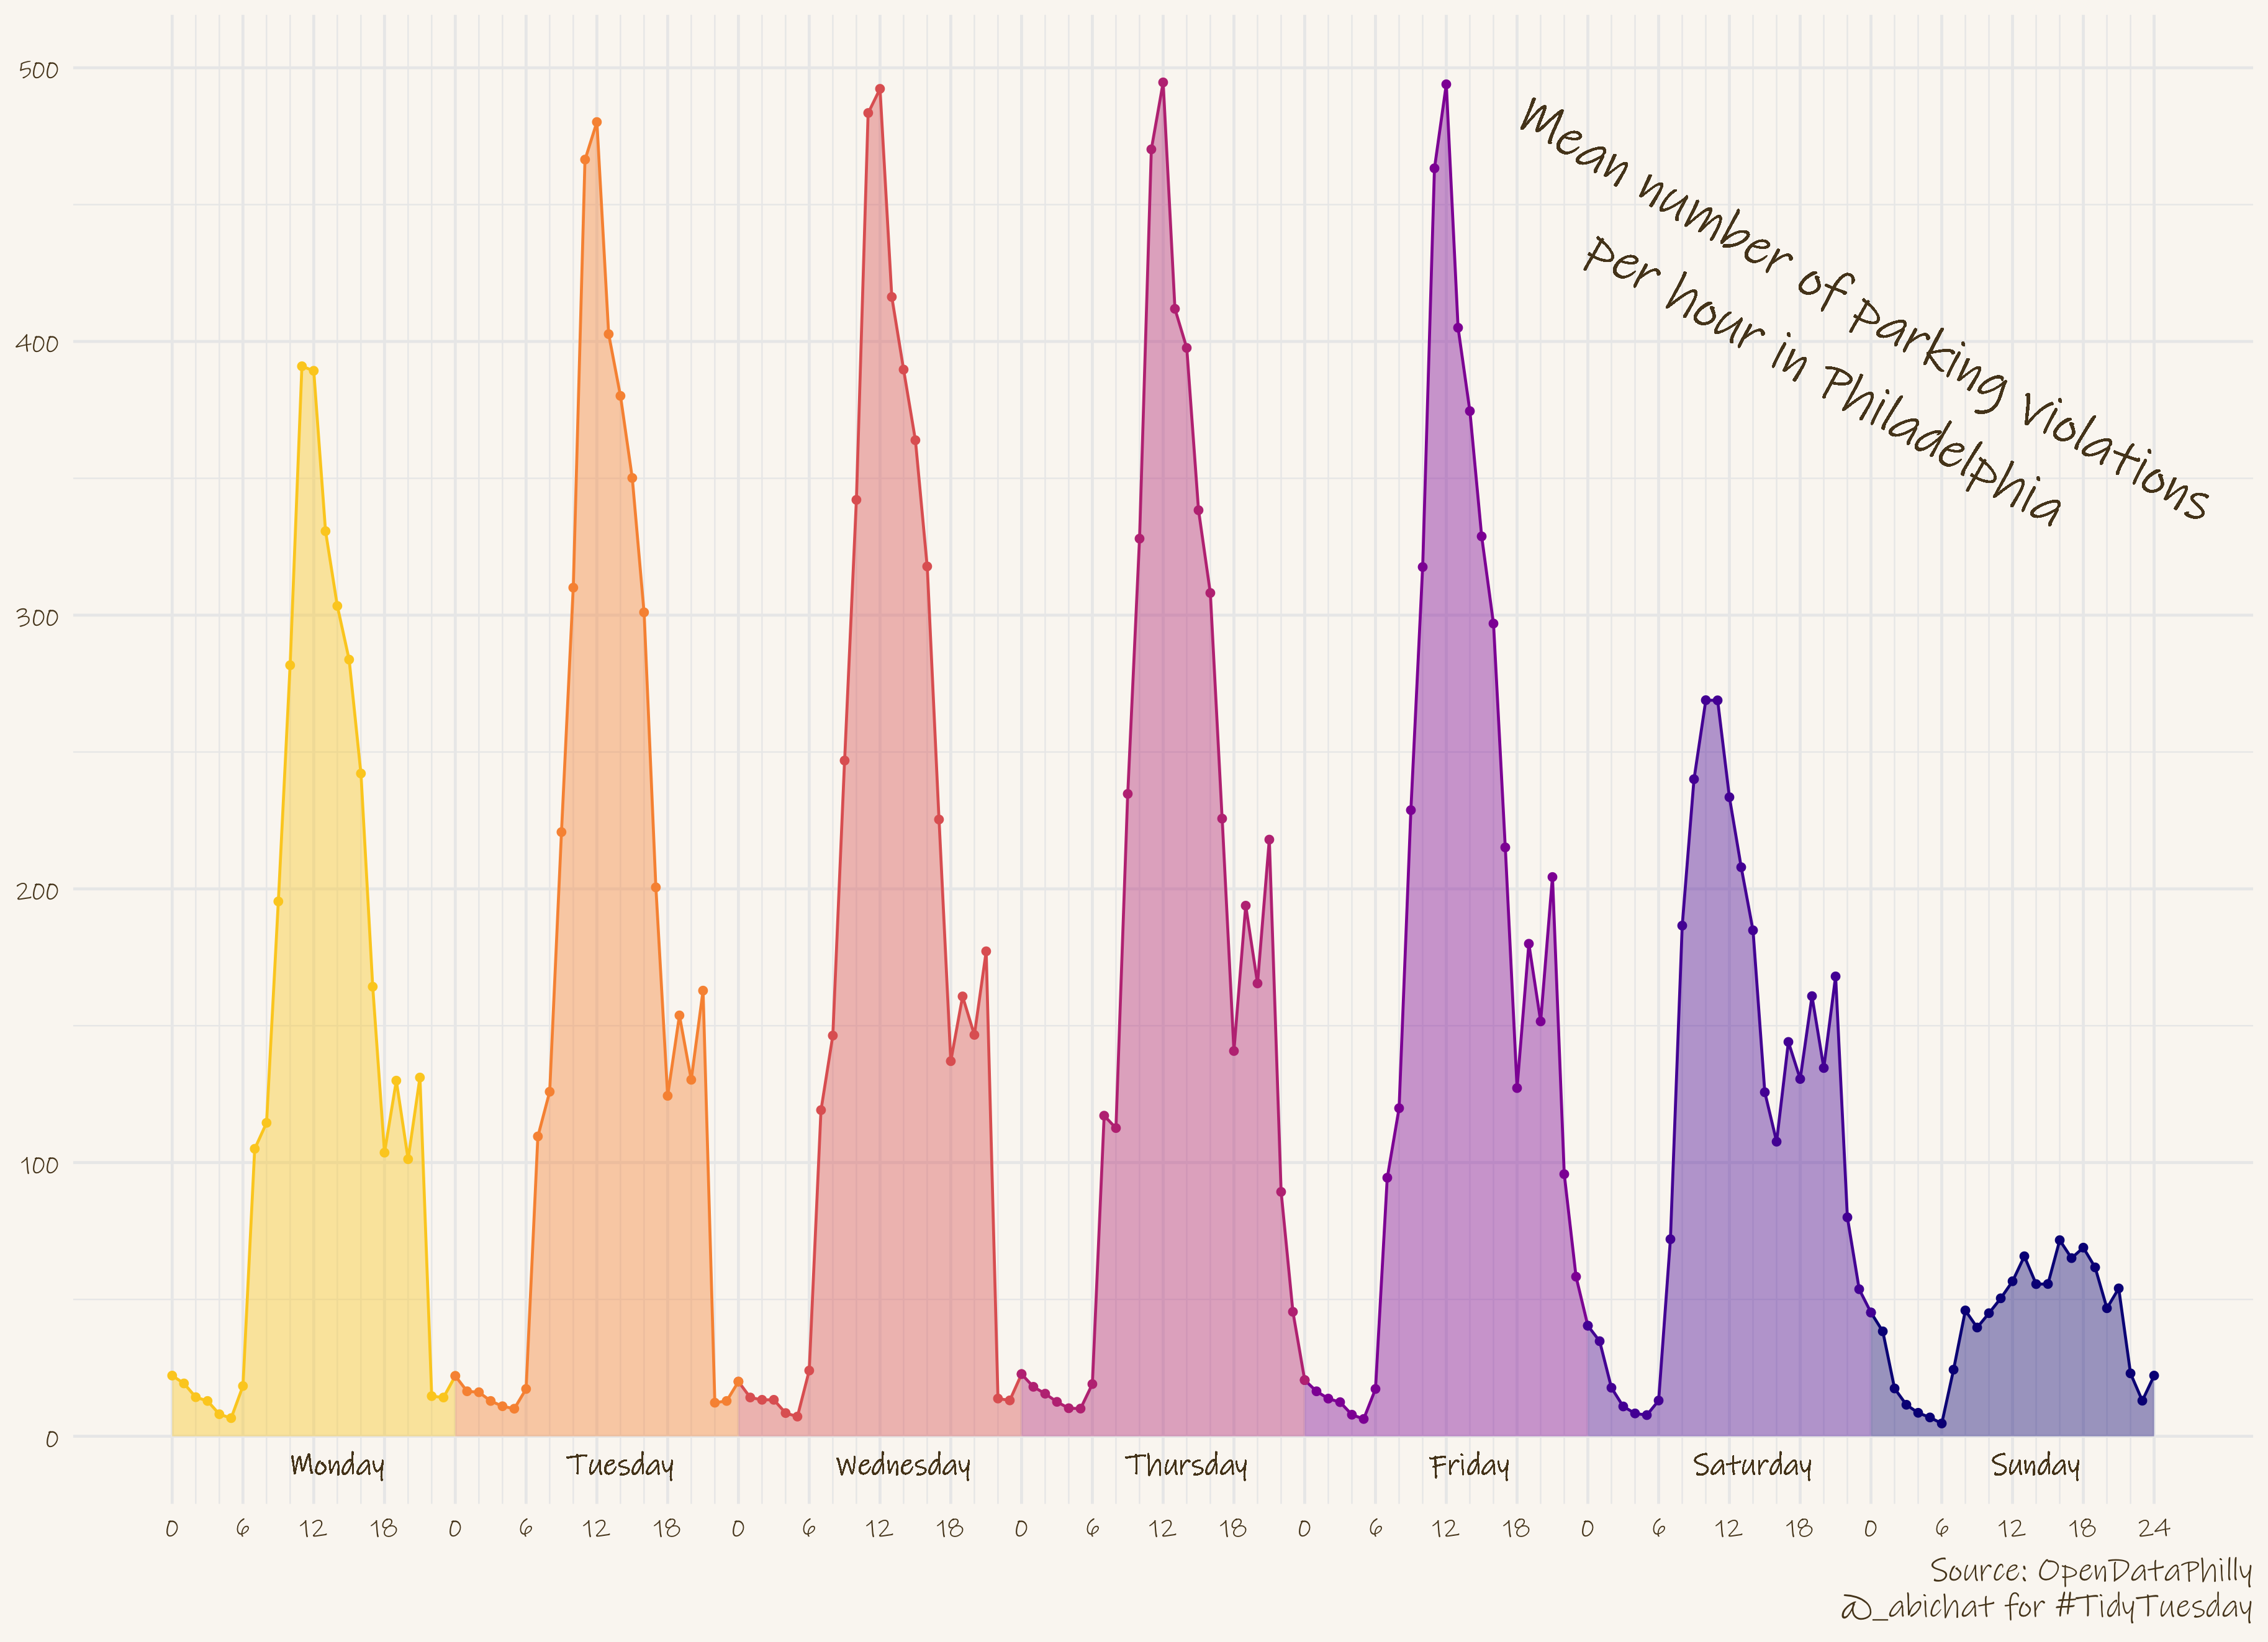 500
Mean number of parking violations
per hour in Philadelphia
400
300
200
100
0
Monday Tuesday Wednesday Thursday Friday Saturday Sunday
0 6 12 18 0 6 12 18 0 6 12 18 0 6 12 18 0 6 12 18 0 6 12 18 0 6 12 18 24
Source: OpenDataPhilly
@_abichat for #TidyTuesday